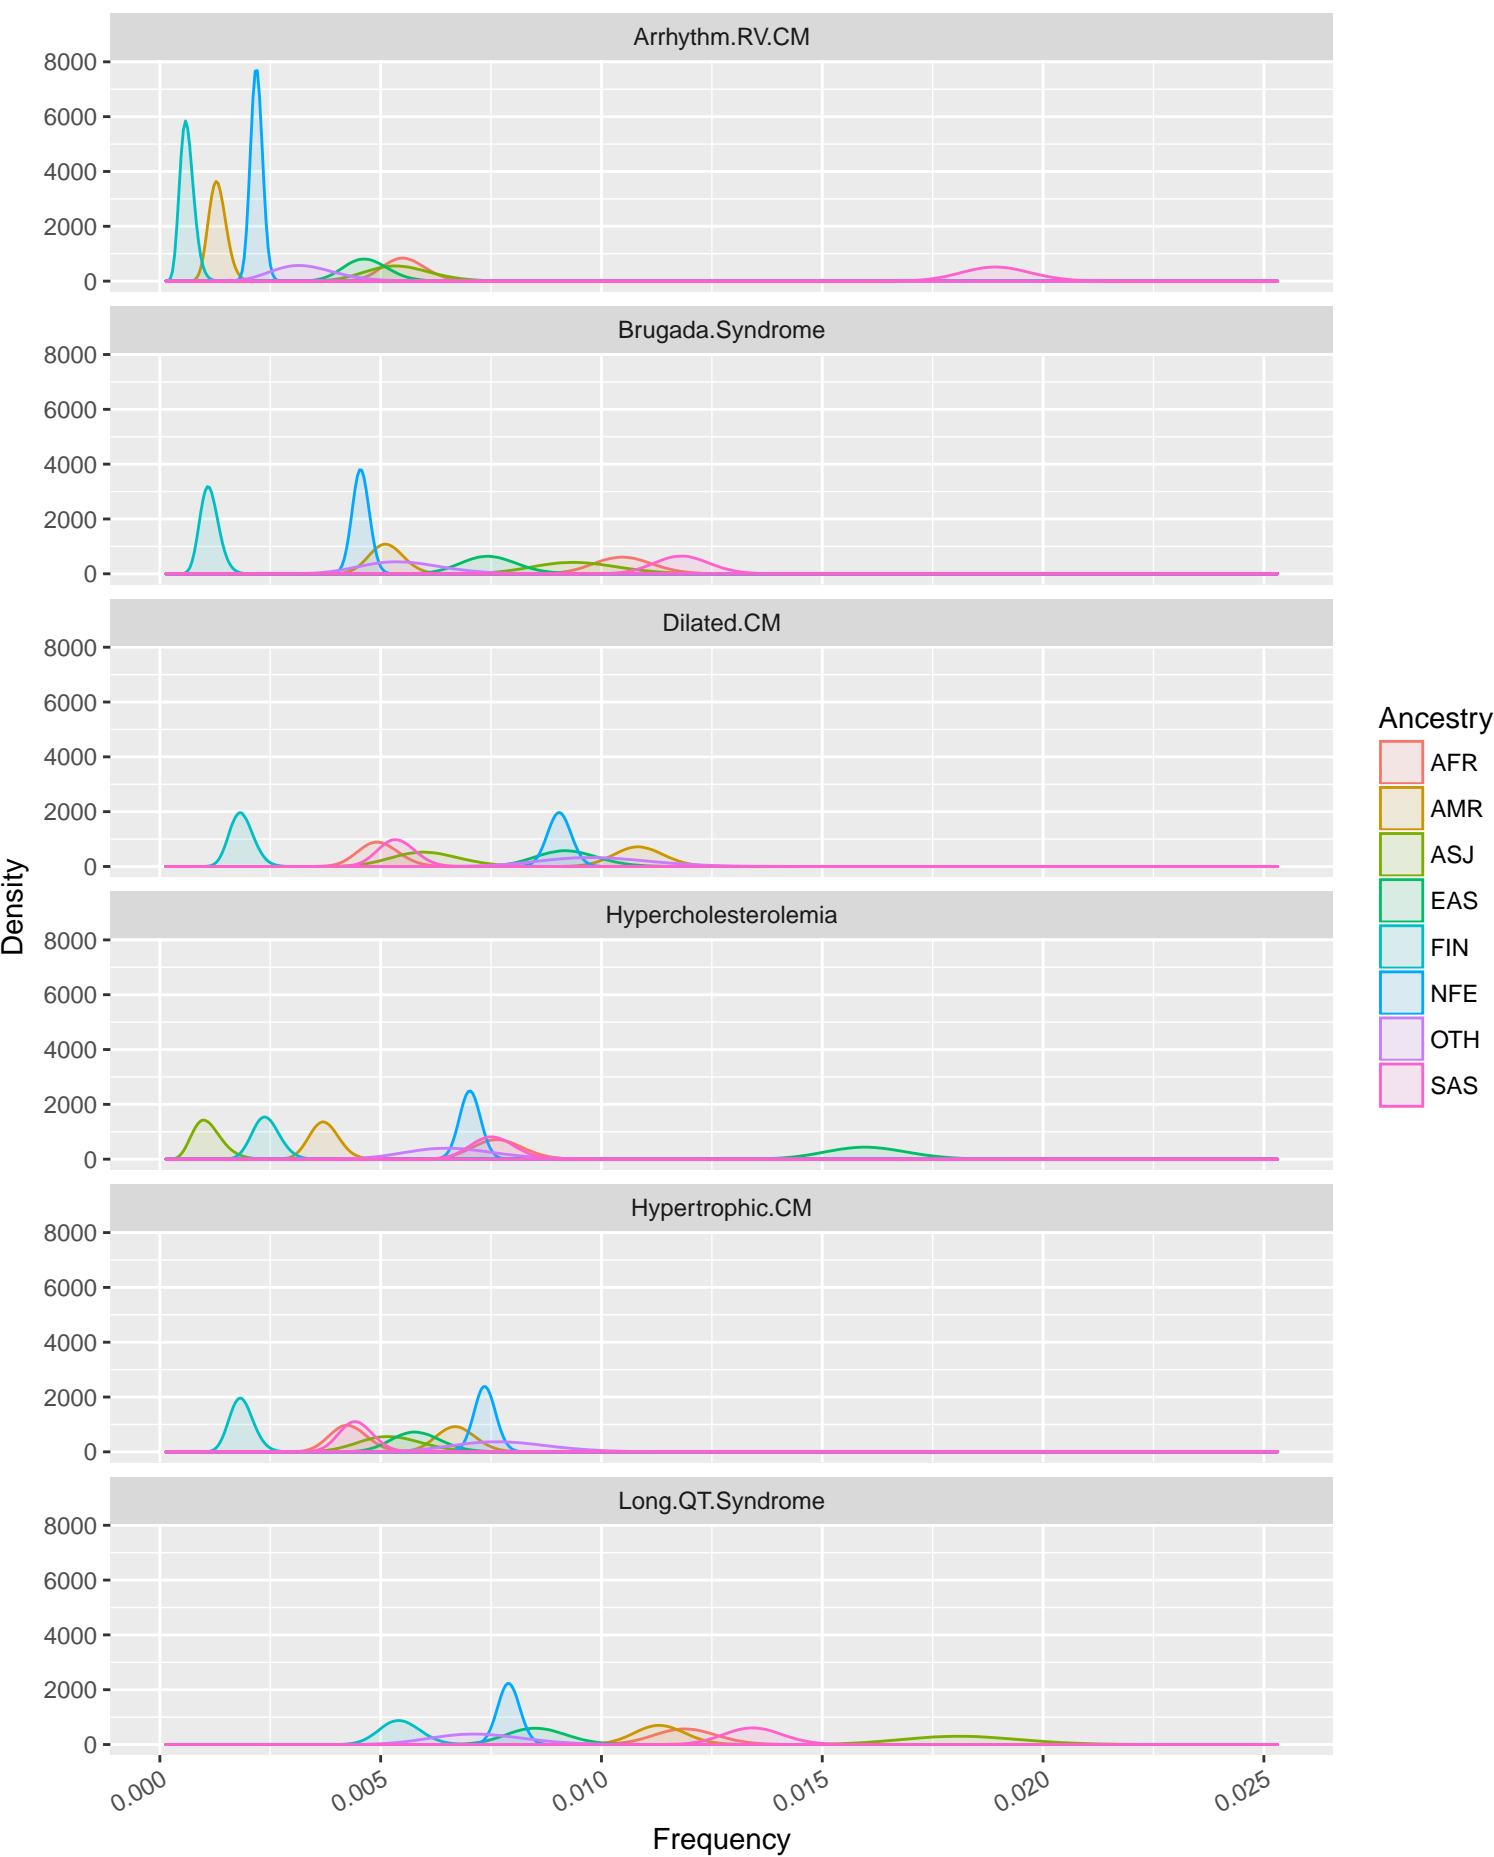 Arrhythm.RV.CM
8000
6000
4000
2000
0
Brugada.Syndrome
8000
6000
4000
2000
0
Dilated.CM
8000
6000
4000
2000
0
Hypercholesterolemia
8000
6000
4000
2000
0
Hypertrophic.CM
8000
6000
4000
2000
0
Long.QT.Syndrome
8000
6000
4000
2000
0
0.000
0.005
0.010
0.015
0.020
0.025
Frequency
Density
Ancestry
AFR
AMR
ASJ
EAS
FIN
NFE
OTH
SAS